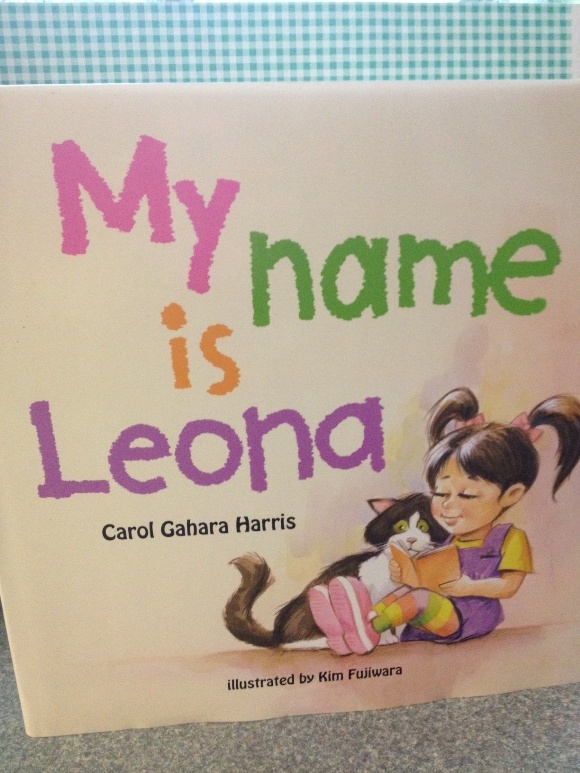 My
name
is
Leona
Carol Gahara Harris
illustrated by Kim Fujiwara